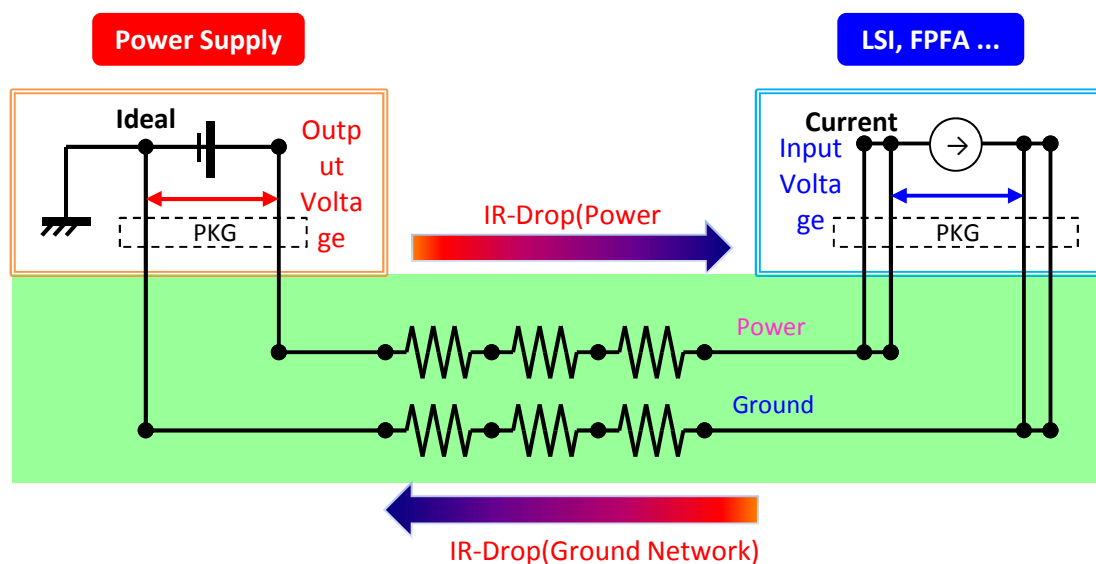 Power Supply
LSI, FPFA ...
Ideal
Outp
ut
Volta
ge
PKG
IR-Drop(Power
Current
Input
Volta
ge
PKG
Power
Ground
IR-Drop(Ground Network)